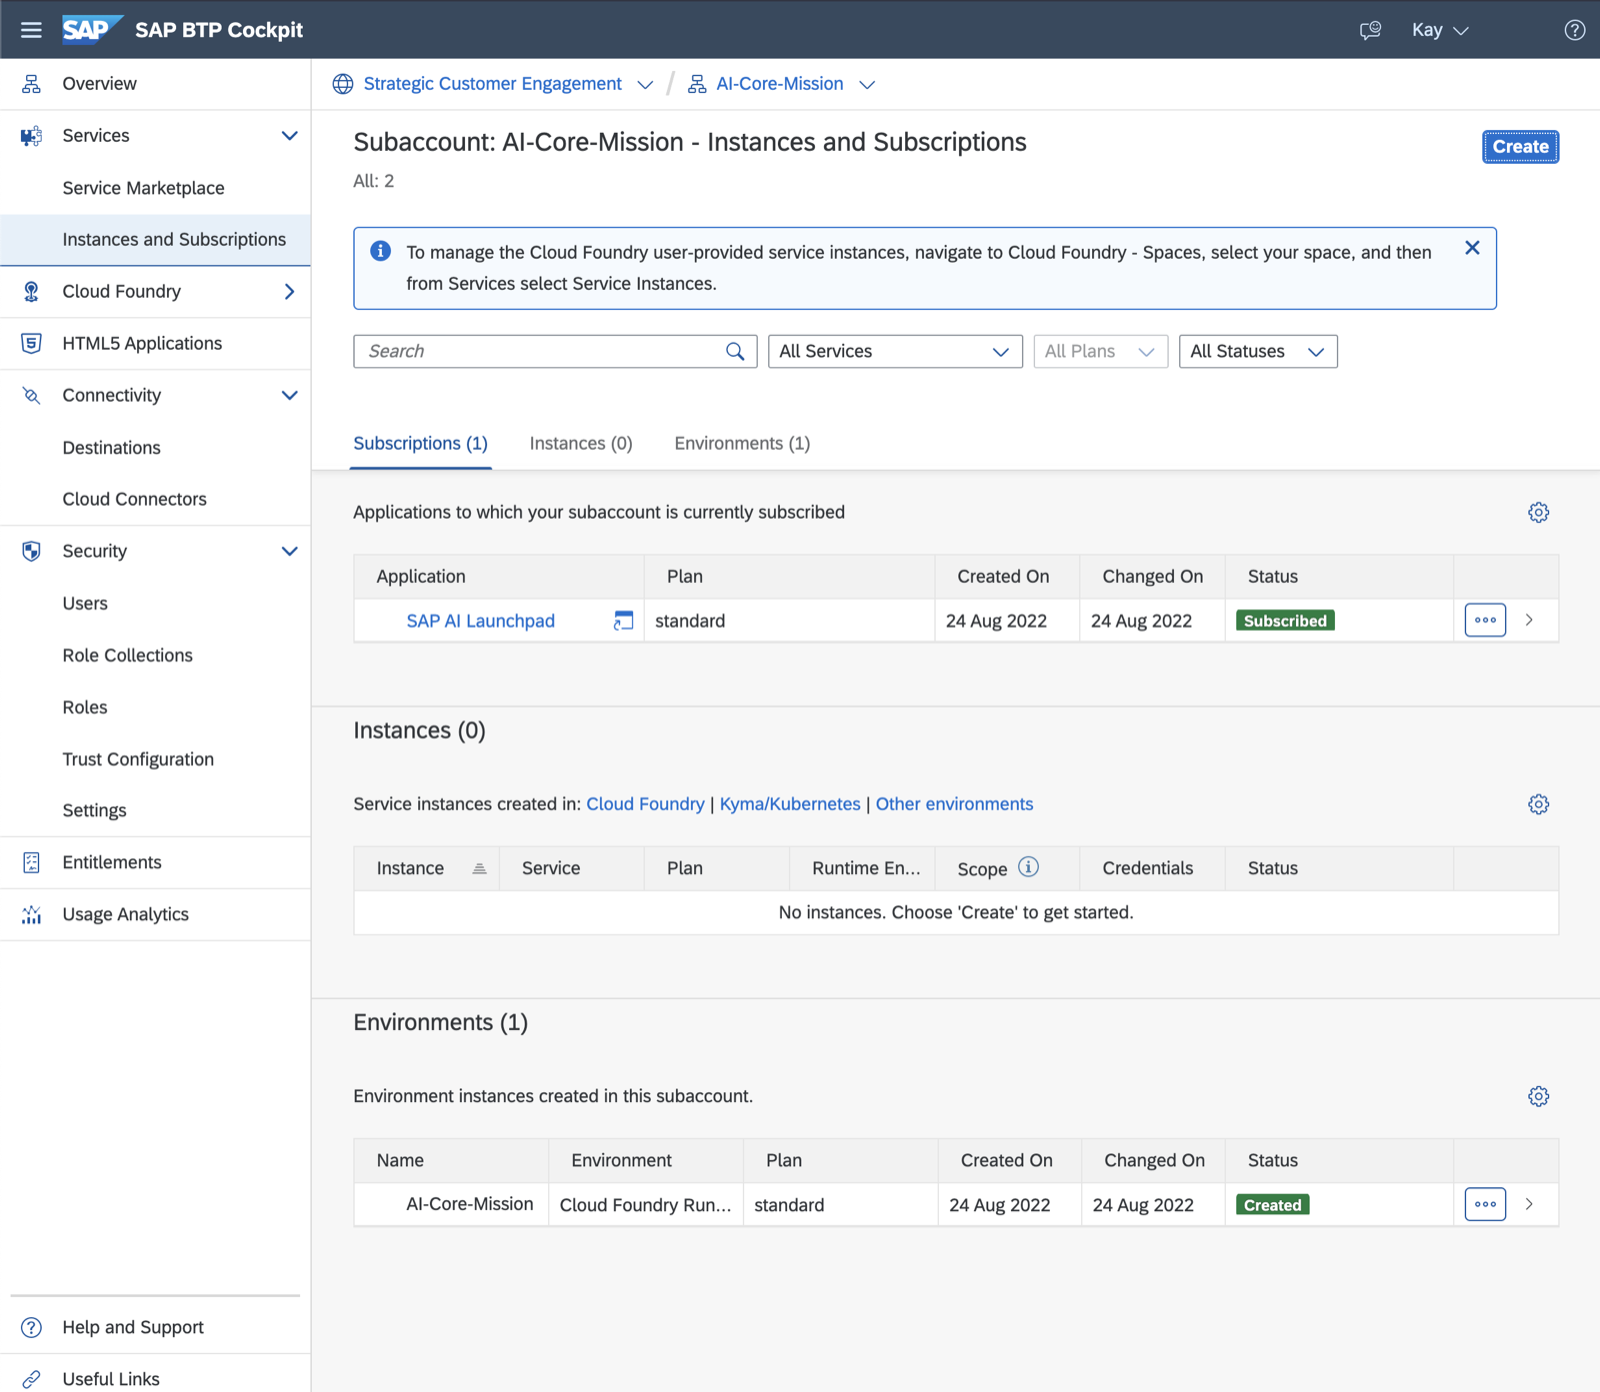 SAP SAP BTP Cockpit
Kay
Overview
Services
Service Marketplace
Instances and Subscriptions
Cloud Foundry
HTML5 Applications
Connectivity
Destinations
Cloud Connectors
Security
Users
Role Collections
Roles
Trust Configuration
Settings
Entitlements
Usage Analytics
Help and Support
Useful Links
Strategic Customer Engagement / AI-Core-Mission
Subaccount: AI-Core-Mission - Instances and Subscriptions
Create
All: 2
To manage the Cloud Foundry user-provided service instances, navigate to Cloud Foundry - Spaces, select your space, and then
from Services select Service Instances.
Search All Services All Plans All Statuses
Subscriptions (1) Instances (0) Environments (1)
Applications to which your subaccount is currently subscribed
Application Plan Created On Changed On Status
SAP AI Launchpad standard 24 Aug 2022 24 Aug 2022 Subscribed
Instances (0)
Service instances created in: Cloud Foundry | Kyma/Kubernetes | Other environments
Instance Service Plan Runtime En... Scope Credentials Status
No instances. Choose 'Create' to get started.
Environments (1)
Environment instances created in this subaccount.
Name Environment Plan Created On Changed On Status
AI-Core-Mission Cloud Foundry Run... standard 24 Aug 2022 24 Aug 2022 Created